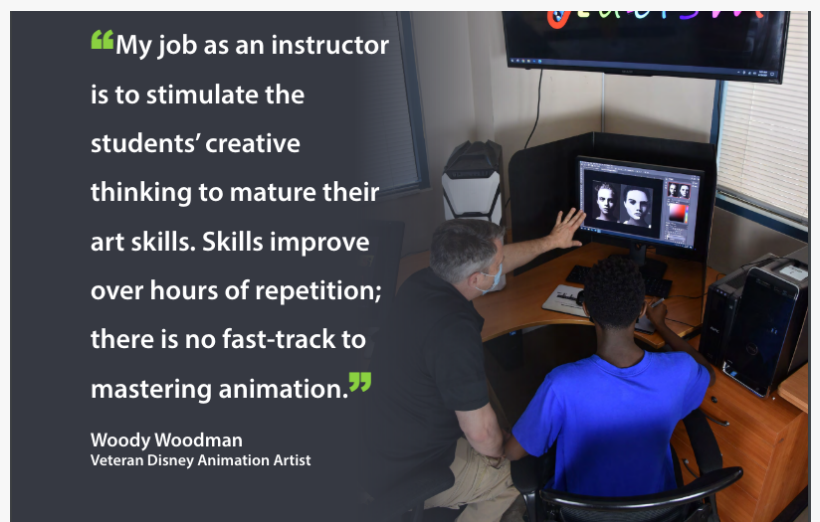 “My job as an instructor
is to stimulate the
students’ creative
thinking to mature their
art skills. Skills improve
over hours of repetition;
there is no fast-track to
mastering animation.”
Woody Woodman
Veteran Disney Animation Artist